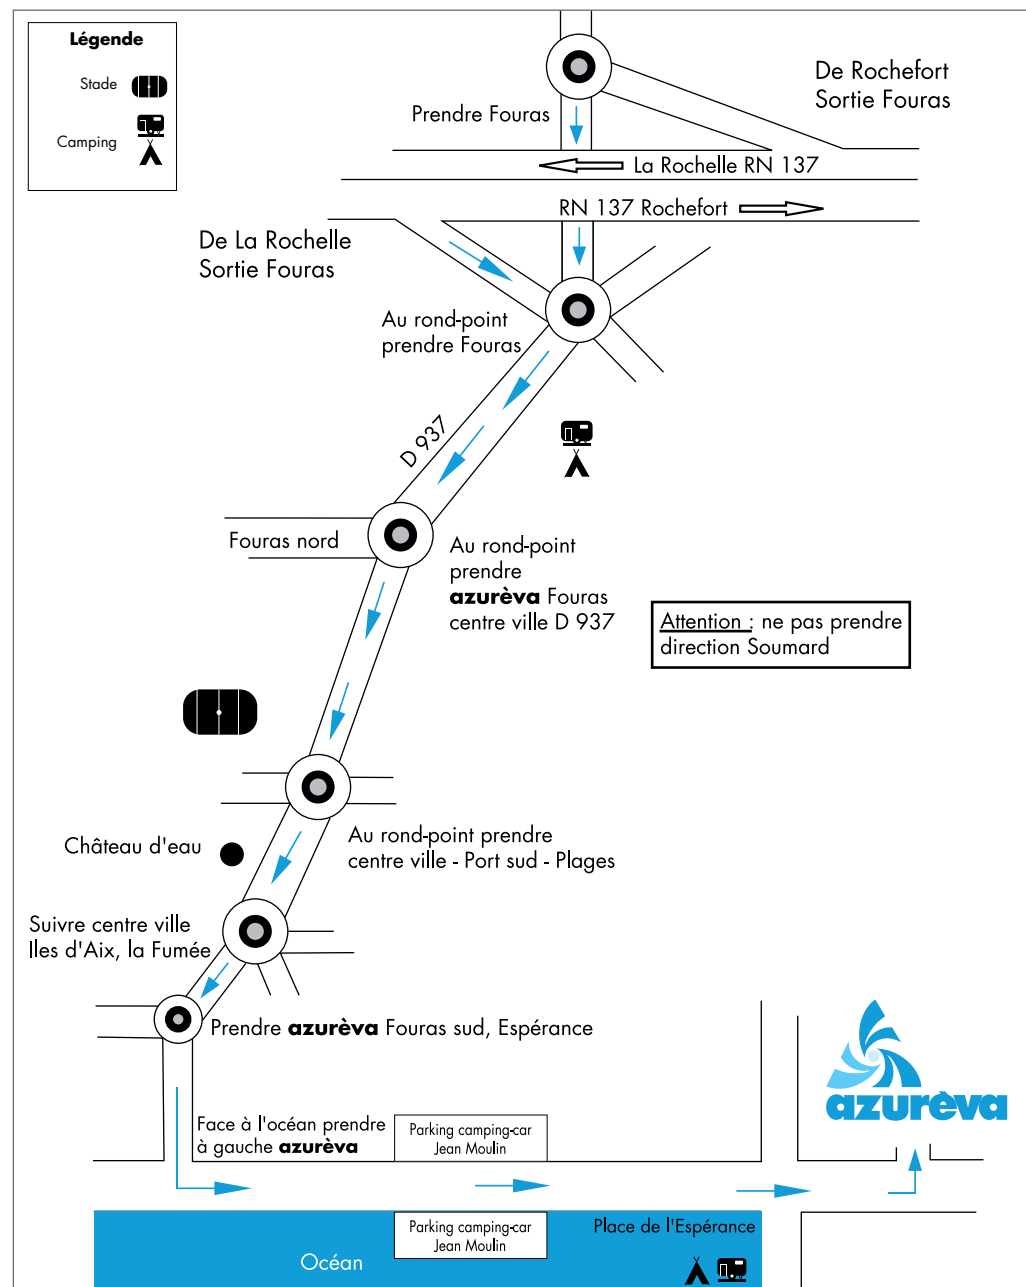 Légende
Stade
Camping
De Rochefort
Sortie Fouras
Prendre Fouras
La Rochelle RN 137
RN 137 Rochefort
De La Rochelle
Sortie Fouras
Au rond-point
prendre Fouras
D 937
Fouras nord
Au rond-point
prendre
azurèva Fouras
centre ville D 937
Attention : ne pas prendre
direction Soumard
Château d'eau
Au rond-point prendre
centre ville - Port sud - Plages
Suivre centre ville
Iles d'Aix, la Fumée
Prendre azurèva Fouras sud, Espérance
azurèva
Face à l'océan prendre
à gauche azurèva
Parking camping-car
Jean Moulin
Parking camping-car
Jean Moulin
Place de l'Espérance
Océan